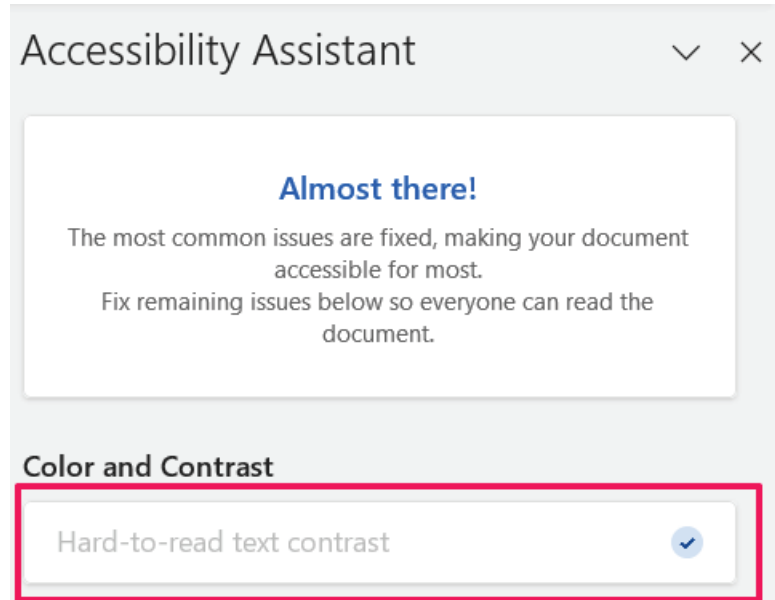 Accessibility Assistant
Almost there!
The most common issues are fixed, making your document
accessible for most.
Fix remaining issues below so everyone can read the
document.
Color and Contrast
Hard-to-read text contrast